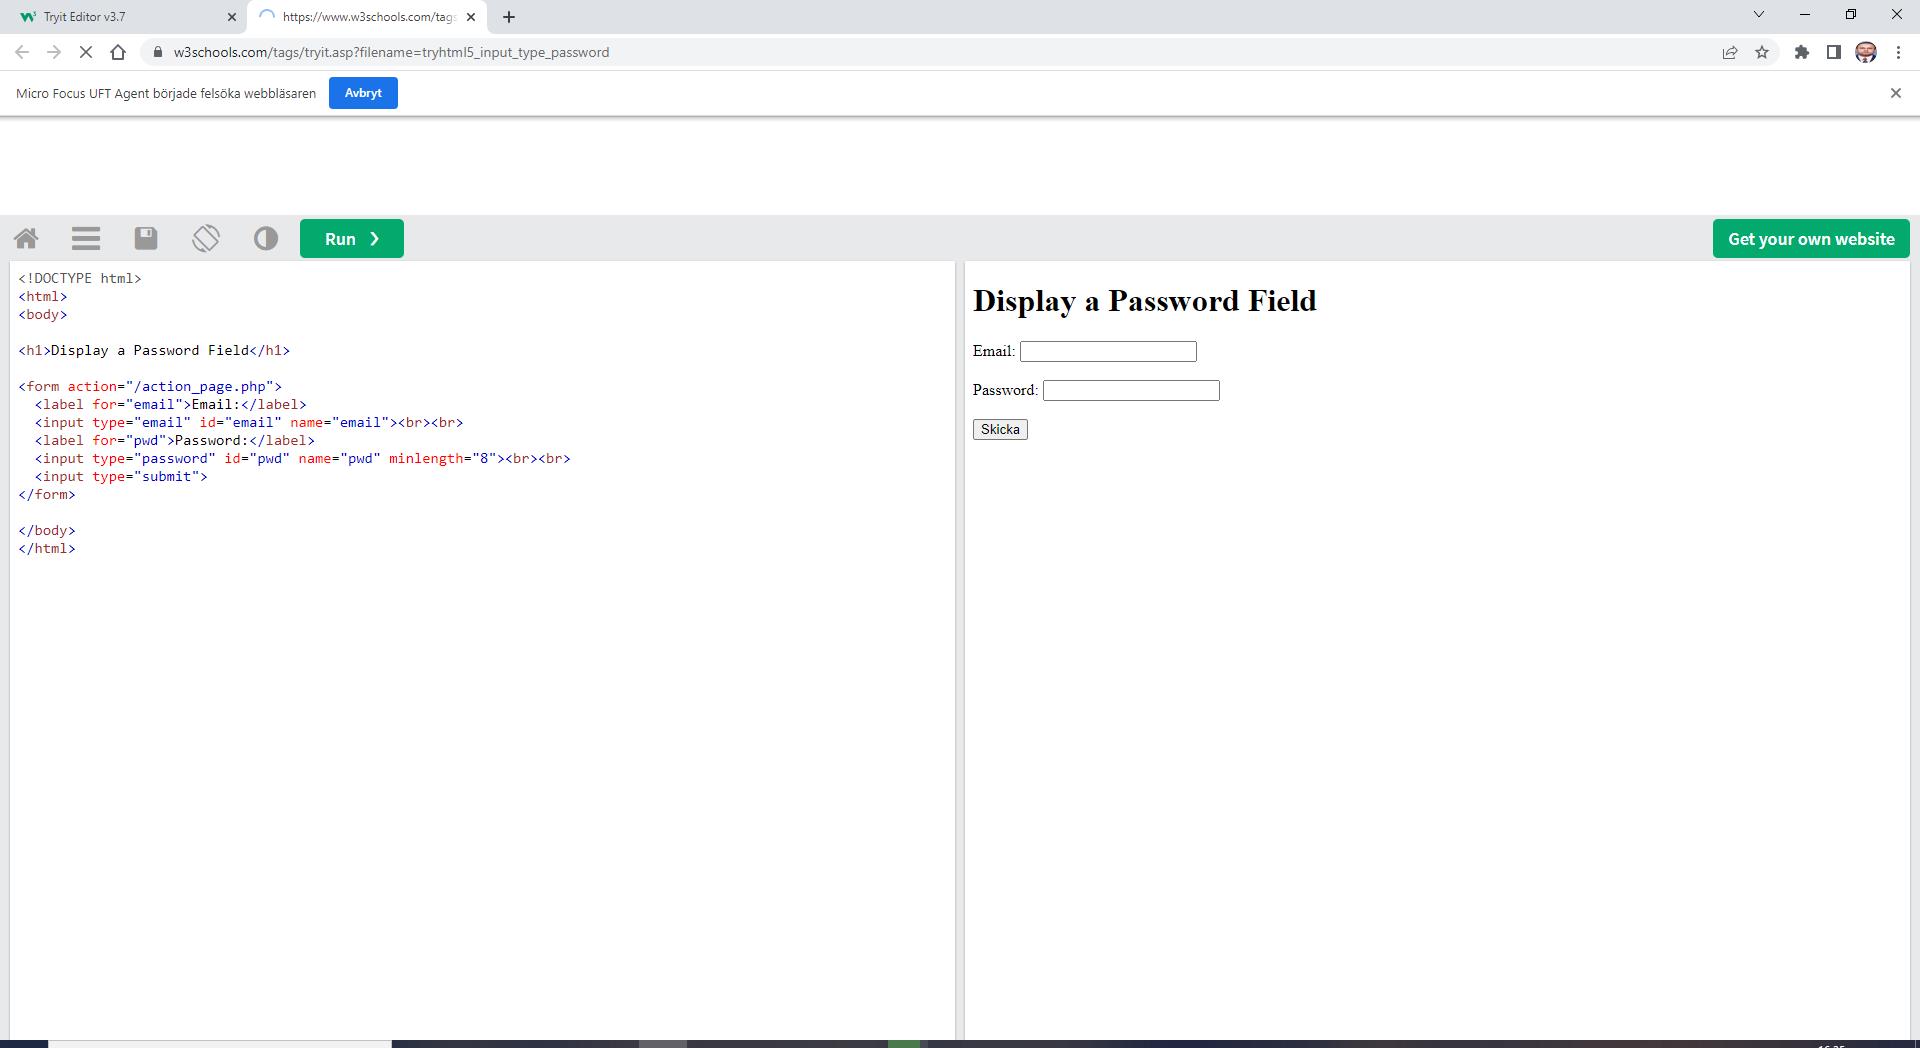 Tryit Editor v3.7
https://www.w3schools.com/tags
w3schools.com/tags/tryit.asp?filename=tryhtml5_input_type_password
Micro Focus UFT Agent började felsöka webbläsaren Avbryt
Run ❯
Get your own website
<!DOCTYPE html>
<html>
<body>
<h1>Display a Password Field</h1>
<form action="/action_page.php">
<label for="email">Email:</label>
<input type="email" id="email" name="email"><br><br>
<label for="pwd">Password:</label>
<input type="password" id="pwd" name="pwd" minlength="8"><br><br>
<input type="submit">
</form>
</body>
</html>
Display a Password Field
Email:
Password:
Skicka